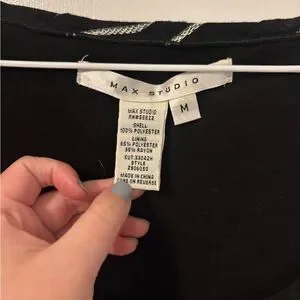 MAX STUDIO
M
MAX STUDIO
RN#56822
SHELL
100% POLYESTER
LINING
65% POLYESTER
35% RAYON
CUT 33042H
STYLE
2906050
MADE IN CHINA
CARE ON REVERSE